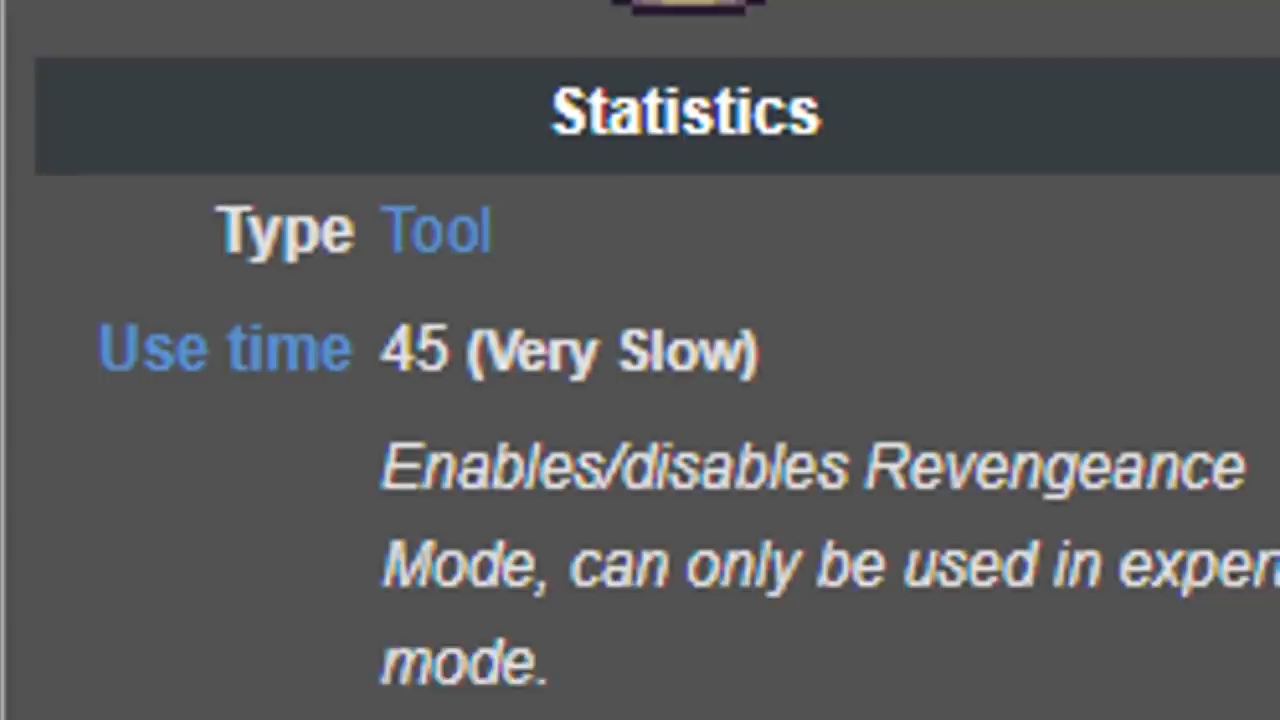 Statistics
Type Tool
Use time 45 (Very Slow)
Enables/disables Revengeance
Mode, can only be used in
mode.